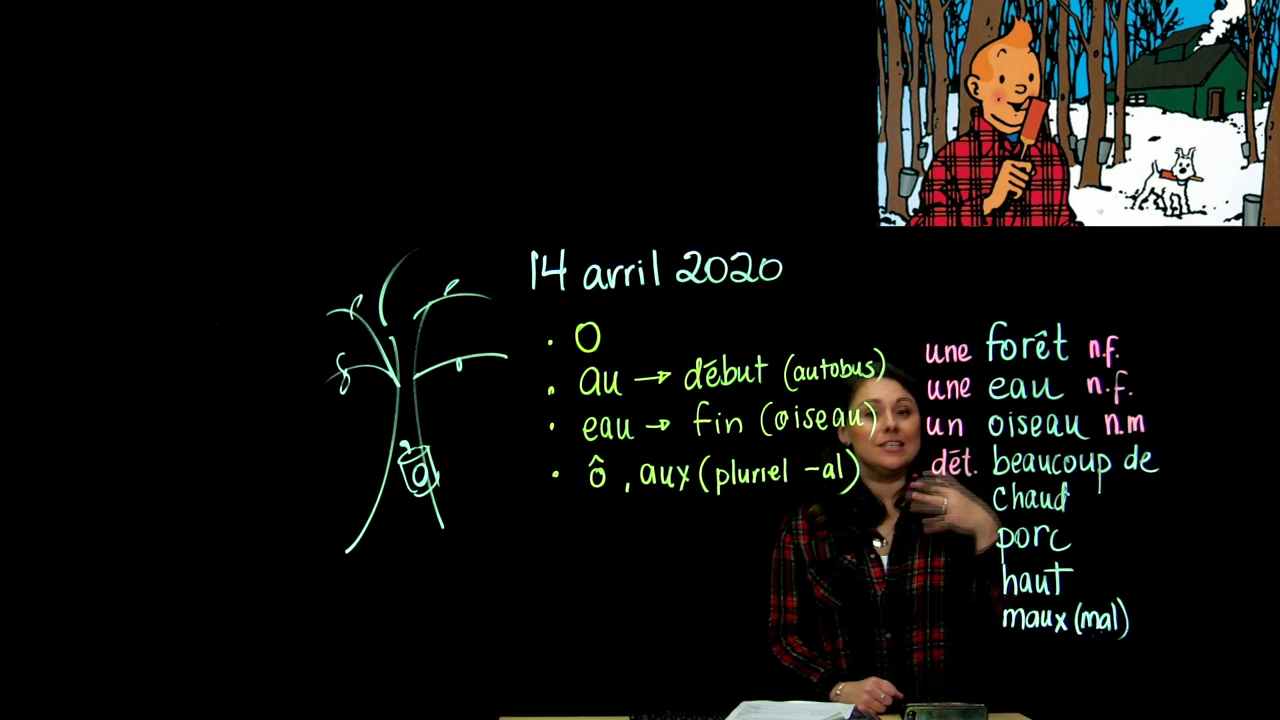 14 avril 2020
• O
• au → début (autobus)
• eau → fin (oiseau)
• ô, aux (pluriel -al)
une forêt n.f.
une eau n.f.
un oiseau n.m
dét. beaucoup de
chaud
porc
haut
maux (mal)